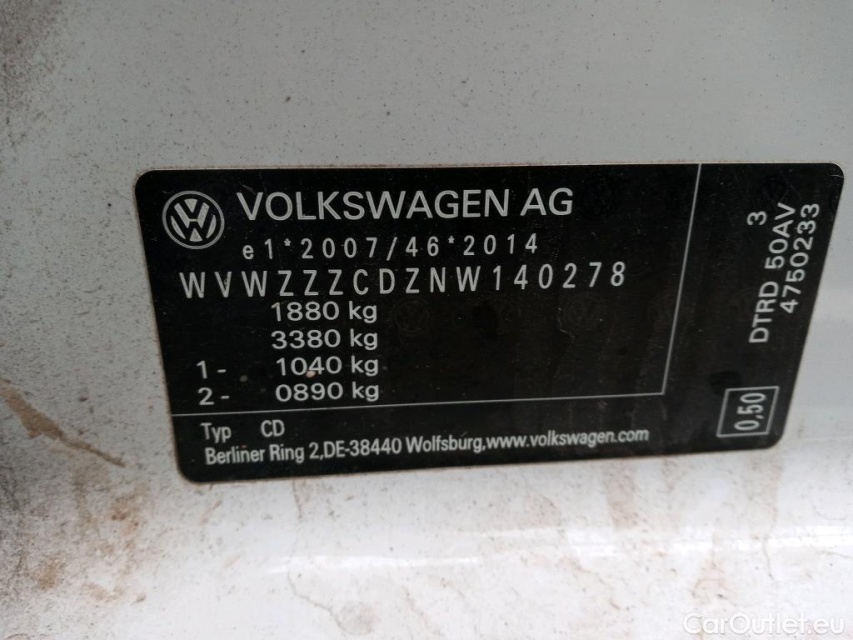 VOLKSWAGEN AG
e1*2007/46*2014
WVWZZZCDZNW140278
1880 kg
3380 kg
1- 1040 kg
2- 0890 kg
Typ CD
Berliner Ring 2,DE-38440 Wolfsburg,www.volkswagen.com
3
DTRD 50AV
4750233
0,50
CarOutlet.eu